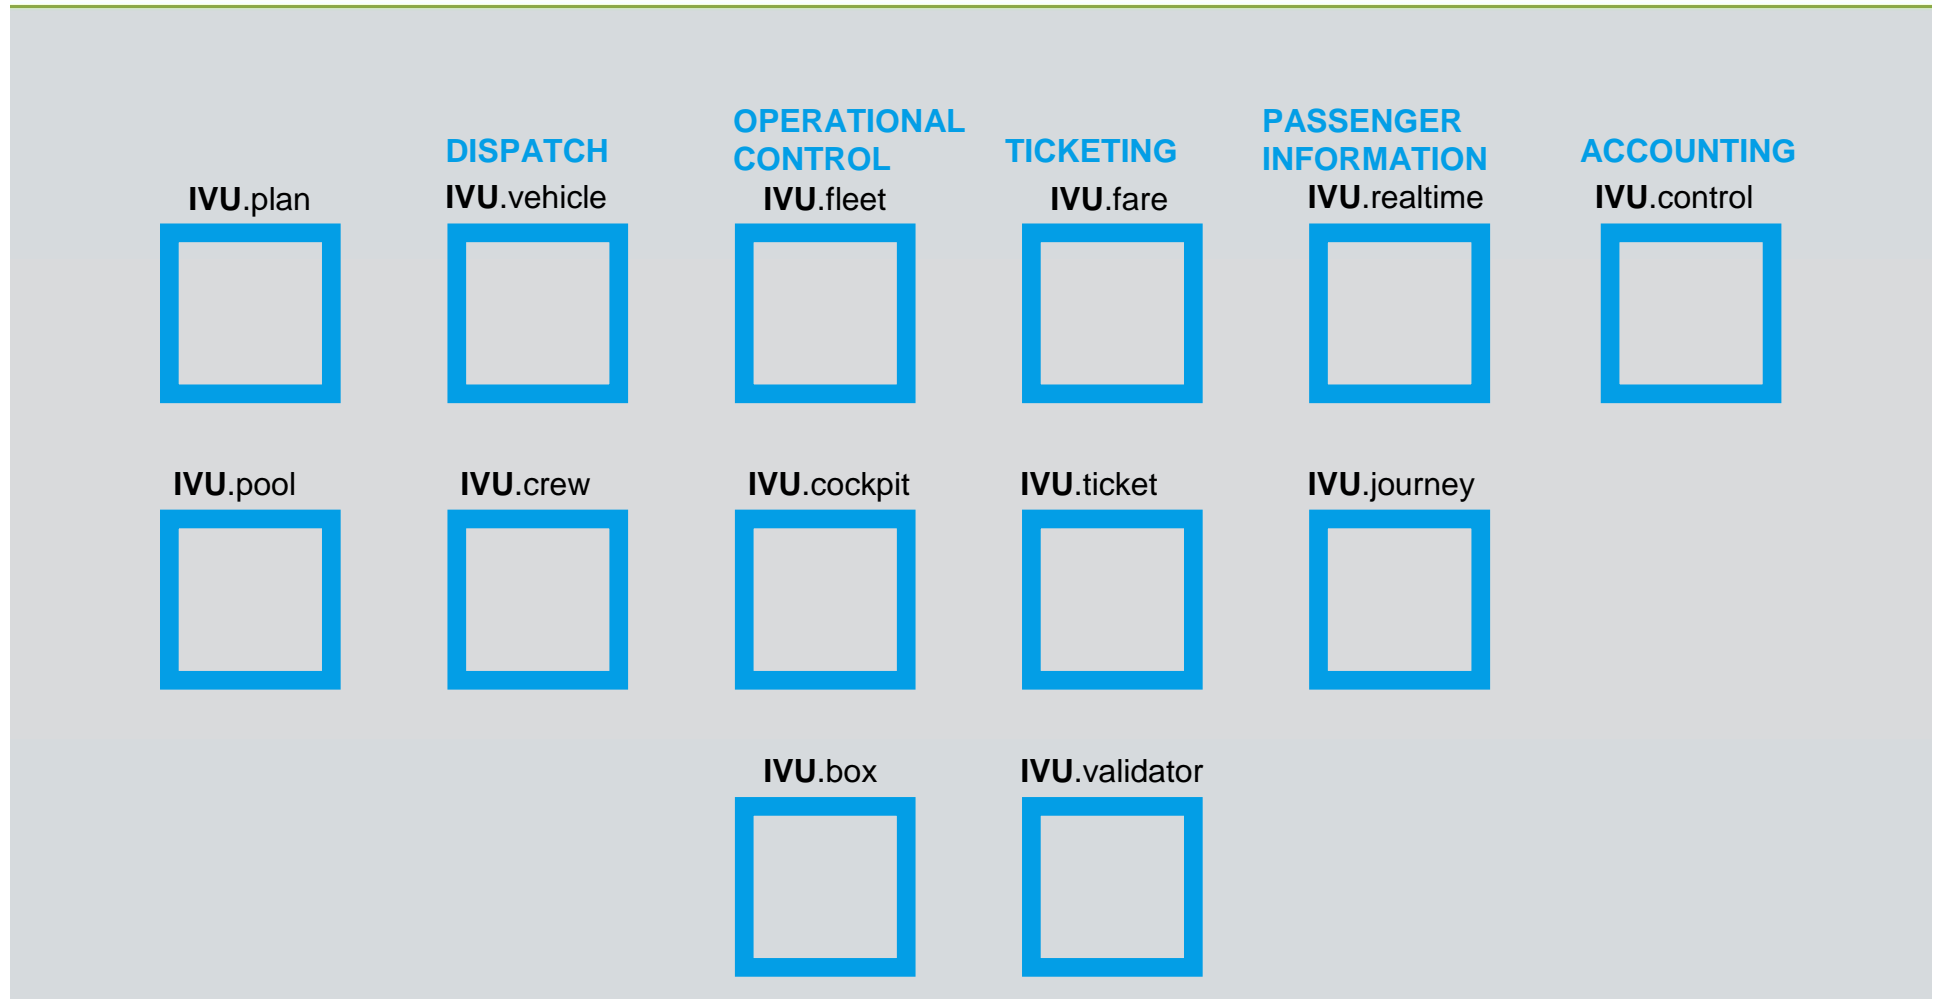 DISPATCH
OPERATIONAL
CONTROL
TICKETING
PASSENGER
INFORMATION
ACCOUNTING
IVU.plan
IVU.vehicle
IVU.fleet
IVU.fare
IVU.realtime
IVU.control
IVU.pool
IVU.crew
IVU.cockpit
IVU.ticket
IVU.journey
IVU.box
IVU.validator